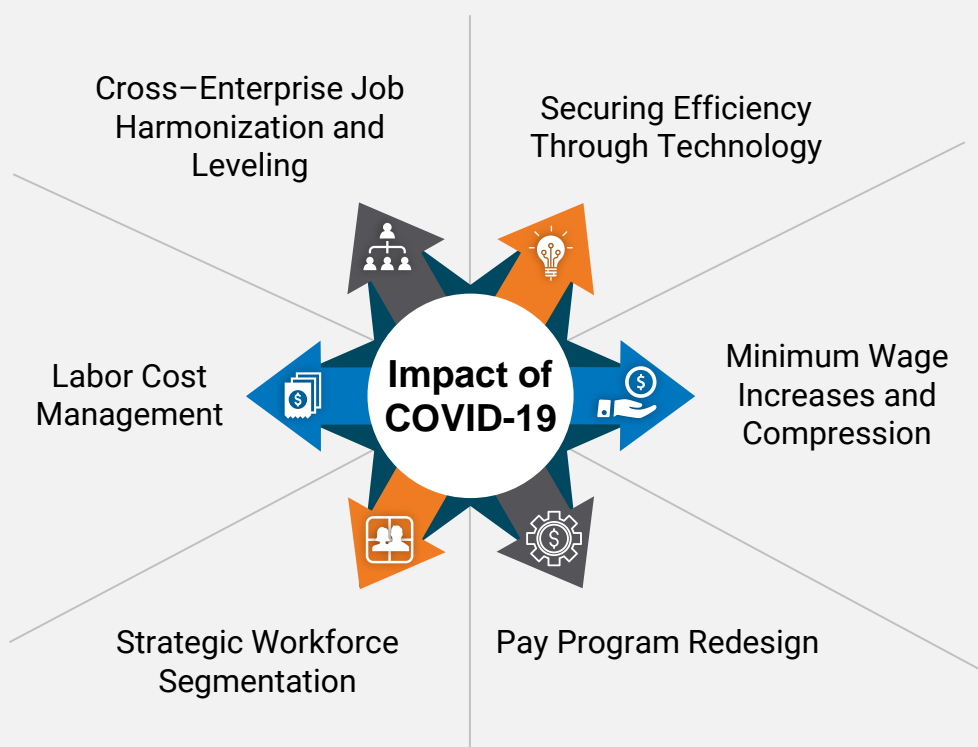 Cross–Enterprise Job
Harmonization and
Leveling
Securing Efficiency
Through Technology
Labor Cost
Management
Impact of
COVID-19
Minimum Wage
Increases and
Compression
Strategic Workforce
Segmentation
Pay Program Redesign